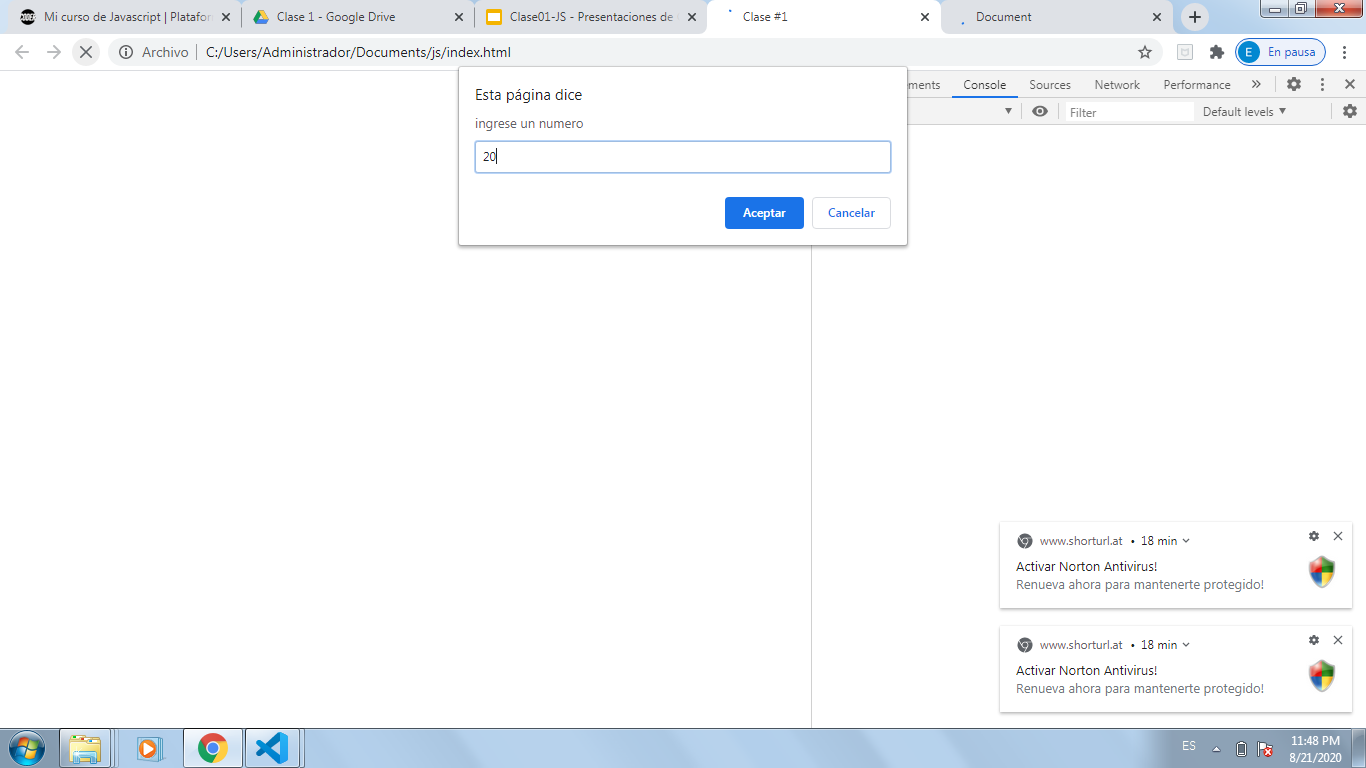 CODER Mi curso de Javascript | Platafor
Clase 1 - Google Drive
Clase01-JS - Presentaciones de
Clase #1
Document
Archivo
C:/Users/Administrador/Documents/js/index.html
E En pausa
Esta página dice
ingrese un numero
20
Aceptar
Cancelar
ments
Console
Sources
Network
Performance
Filter
Default levels
www.shorturl.at • 18 min
Activar Norton Antivirus!
Renueva ahora para mantenerte protegido!
www.shorturl.at • 18 min
Activar Norton Antivirus!
Renueva ahora para mantenerte protegido!
ES
11:48 PM
8/21/2020